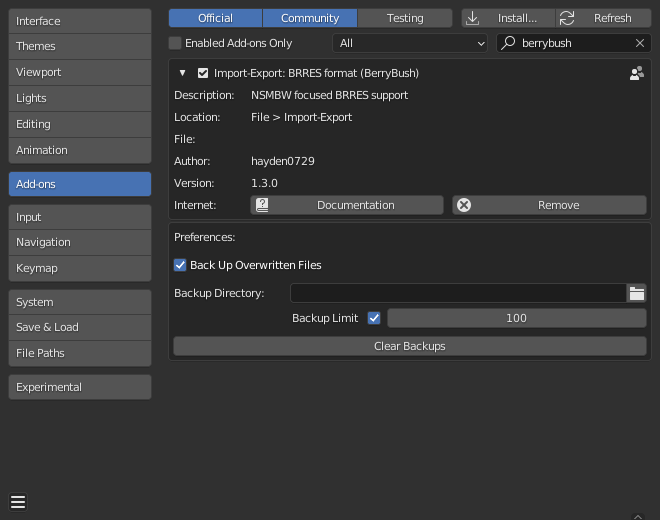 Interface
Themes
Viewport
Lights
Editing
Animation
Add-ons
Input
Navigation
Keymap
System
Save & Load
File Paths
Experimental
Official Community Testing Install... Refresh
Enabled Add-ons Only All berrybush
Import-Export: BRRES format (BerryBush)
Description: NSMBW focused BRRES support
Location: File > Import-Export
File:
Author: hayden0729
Version: 1.3.0
Internet: Documentation Remove
Preferences:
Back Up Overwritten Files
Backup Directory:
Backup Limit 100
Clear Backups